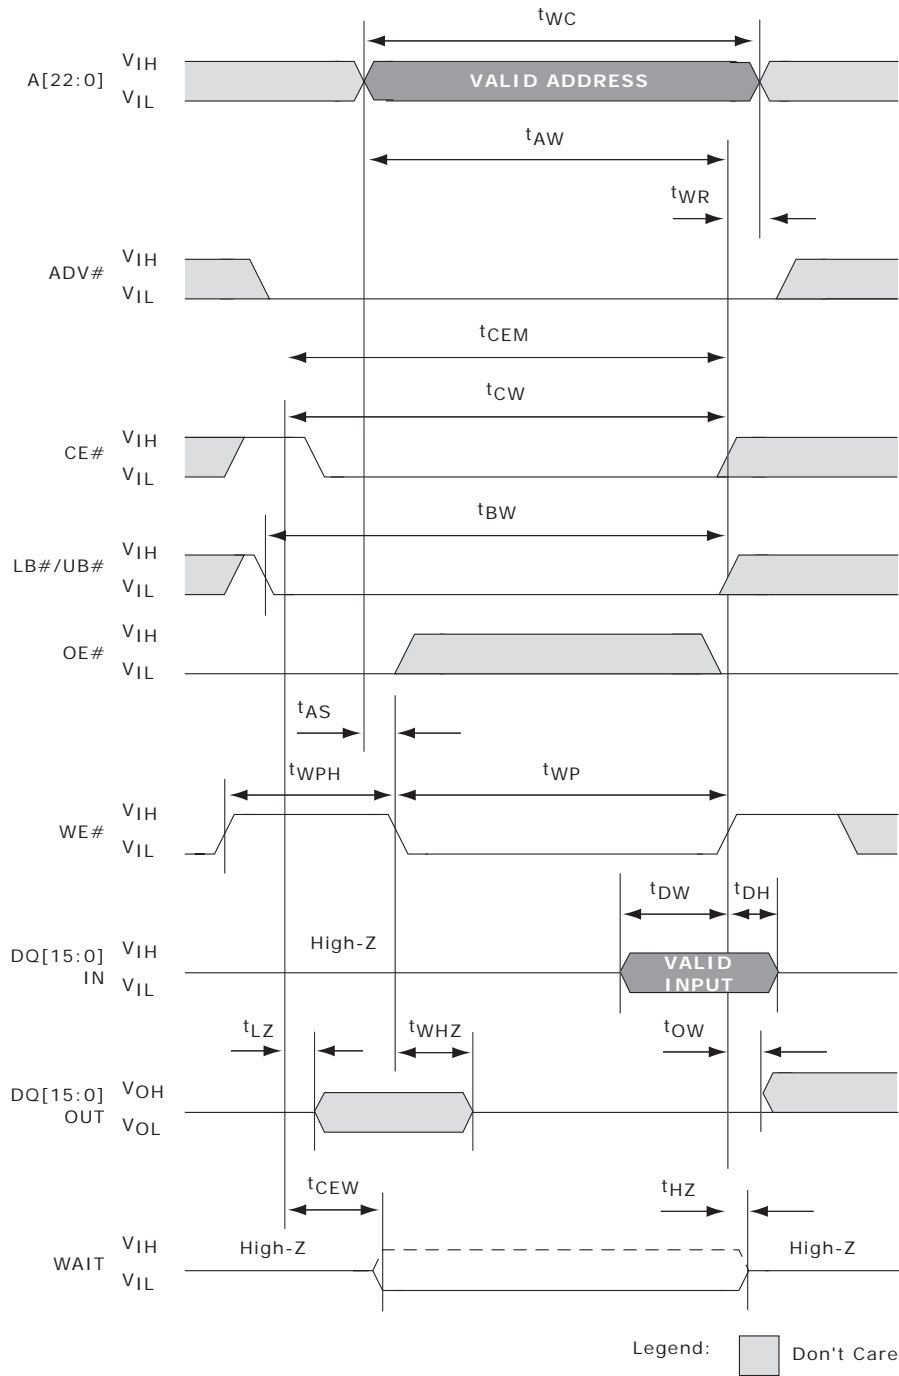 tWC
A[22:0] VIH VIL VALID ADDRESS
tAW
tWR
ADV# VIH VIL
tCEM
tCW
CE# VIH VIL
tBW
LB#/UB# VIH VIL
OE# VIH VIL
tAS
tWPH tWP
WE# VIH VIL
tDW tDH
DQ[15:0] IN VIH VIL High-Z VALID INPUT
tLZ tWHZ tOW
DQ[15:0] OUT VOH VOL
tCEW tHZ
WAIT VIH VIL High-Z High-Z
Legend: Don't Care